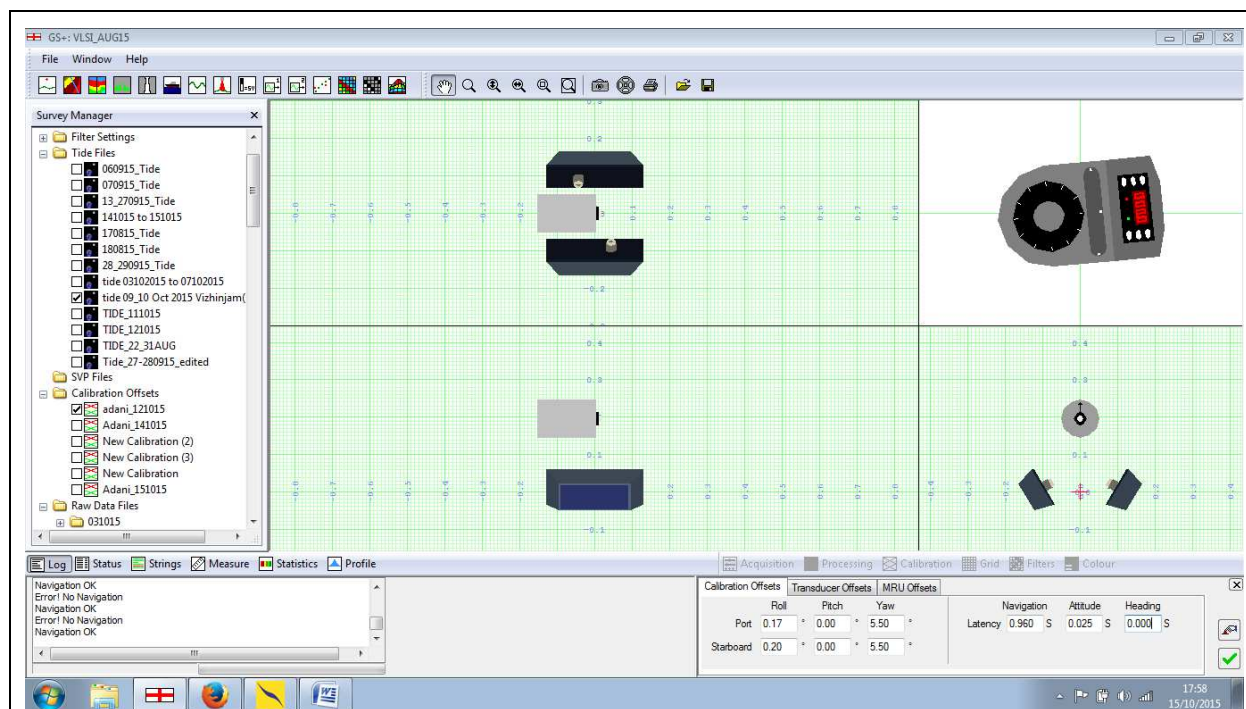 GS+: VLSI_AUG15
File Window Help
Survey Manager
Filter Settings
Tide Files
060915_Tide
070915_Tide
13_270915_Tide
141015 to 151015
170815_Tide
180815_Tide
28_290915_Tide
tide 03102015 to 07102015
tide 09_10 Oct 2015 Vizhinjam(
TIDE_111015
TIDE_121015
TIDE_22_31AUG
Tide_27-280915_edited
SVP Files
Calibration Offsets
adani_121015
Adani_141015
New Calibration (2)
New Calibration (3)
New Calibration
Adani_151015
Raw Data Files
031015
Log Status Strings Measure Statistics Profile
Acquisition Processing Calibration Grid Filters Colour
Navigation OK
Error! No Navigation
Navigation OK
Error! No Navigation
Navigation OK
Calibration Offsets Transducer Offsets MRU Offsets
Roll Pitch Yaw Navigation Attitude Heading
Port 0.17 ° 0.00 ° 5.50 ° Latency 0.960 S 0.025 S 0.000 S
Starboard 0.20 ° 0.00 ° 5.50 °
17:58
15/10/2015